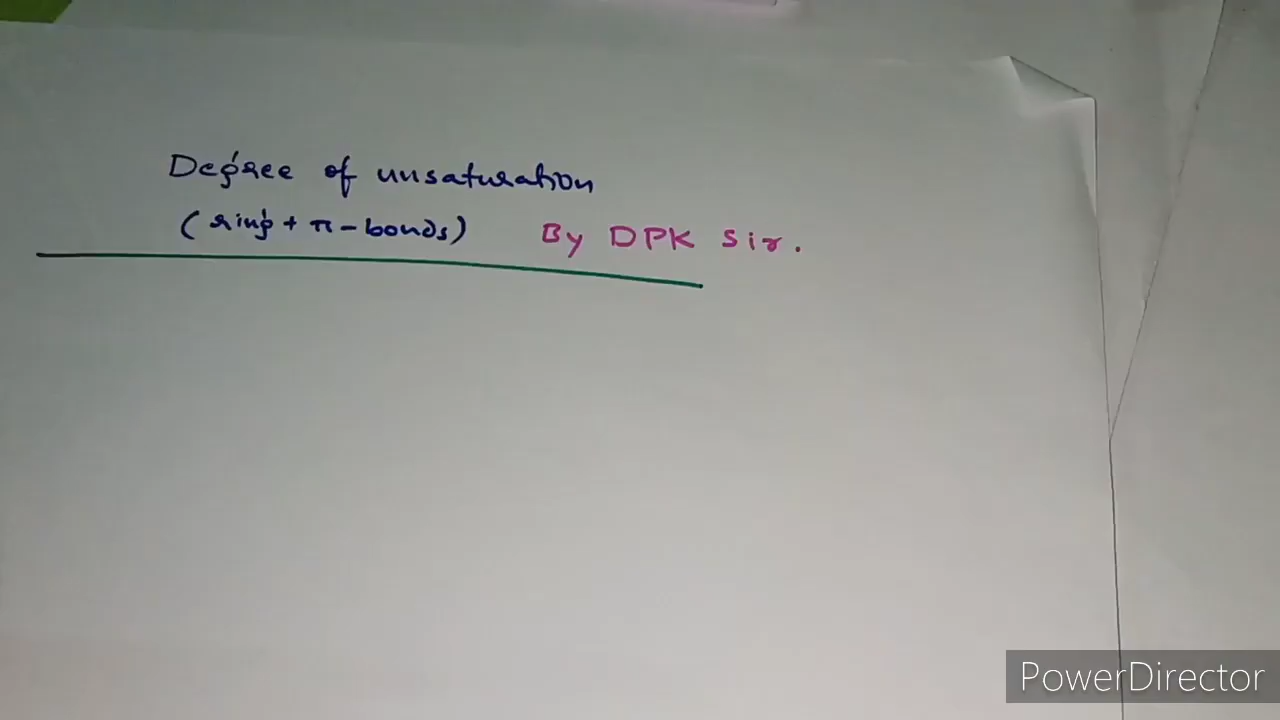 Degree of unsaturation
(ring + π-bonds) By DPK Sir.
PowerDirector